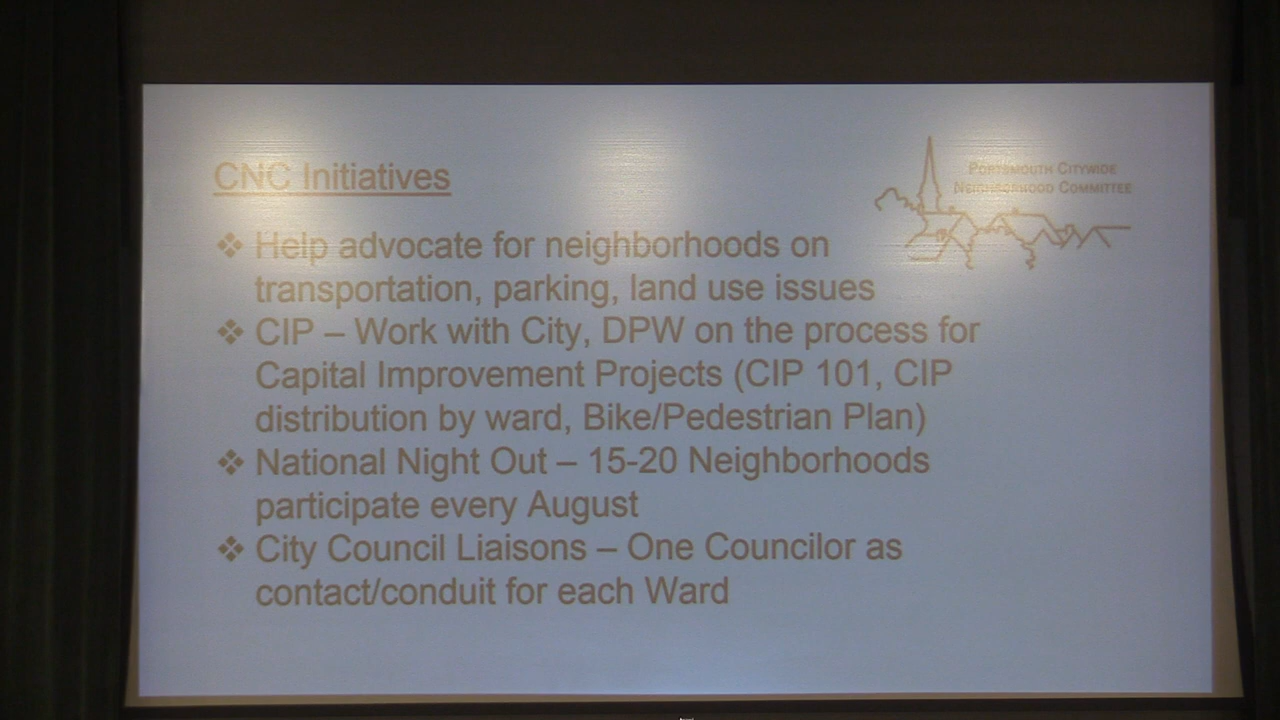 CNC Initiatives
PORTSMOUTH CITYWIDE
NEIGHBORHOOD COMMITTEE
❖ Help advocate for neighborhoods on
transportation, parking, land use issues
❖ CIP – Work with City, DPW on the process for
Capital Improvement Projects (CIP 101, CIP
distribution by ward, Bike/Pedestrian Plan)
❖ National Night Out – 15-20 Neighborhoods
participate every August
❖ City Council Liaisons – One Councilor as
contact/conduit for each Ward